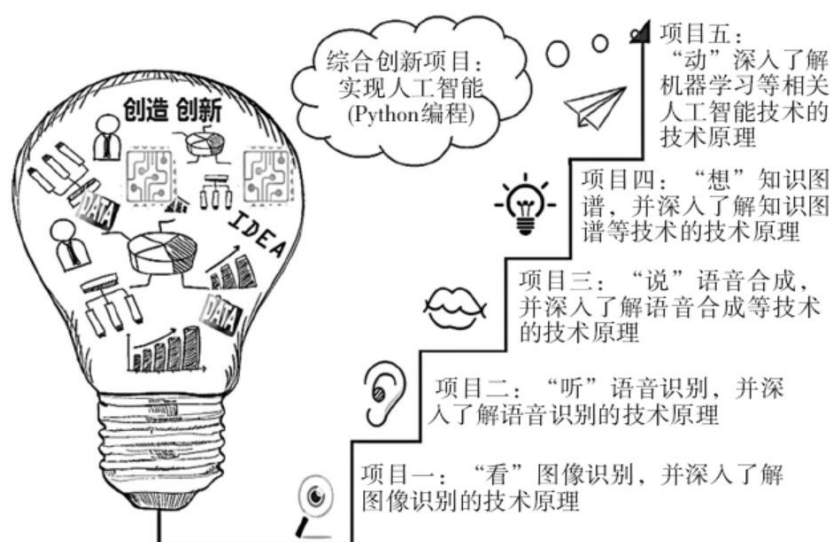 创造 创新
DATA
IDEA
DATA
综合创新项目：
实现人工智能
(Python编程)
项目五：
“动”深入了解
机器学习等相关
人工智能技术的
技术原理
项目四：“想”知识图
谱，并深入了解知识图
谱等技术的技术原理
项目三：“说”语音合成，
并深入了解语音合成等技术
的技术原理
项目二：“听”语音识别，并深
入了解语音识别的技术原理
项目一：“看”图像识别，并深入了解
图像识别的技术原理